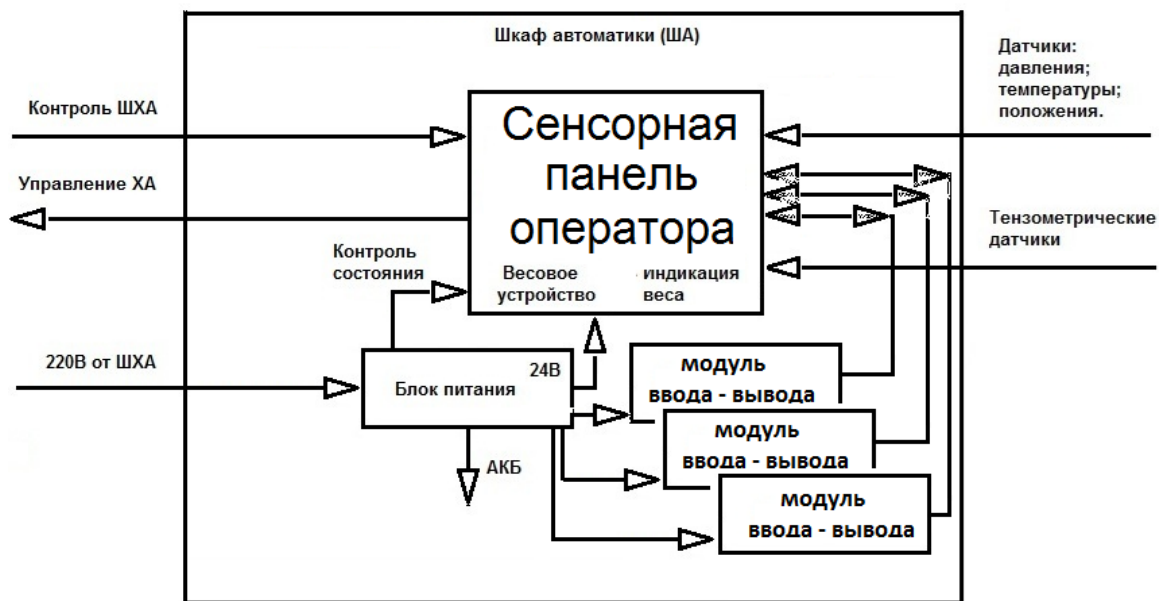 Шкаф автоматики (ША)
Датчики:
давления;
температуры;
положения.
Контроль ШХА
Управление ХА
Сенсорная
панель
оператора
Весовое
устройство
индикация
веса
Тензометрические
датчики
Контроль
состояния
220В от ШХА
24В
Блок питания
АКБ
модуль
ввода - вывода
модуль
ввода - вывода
модуль
ввода - вывода